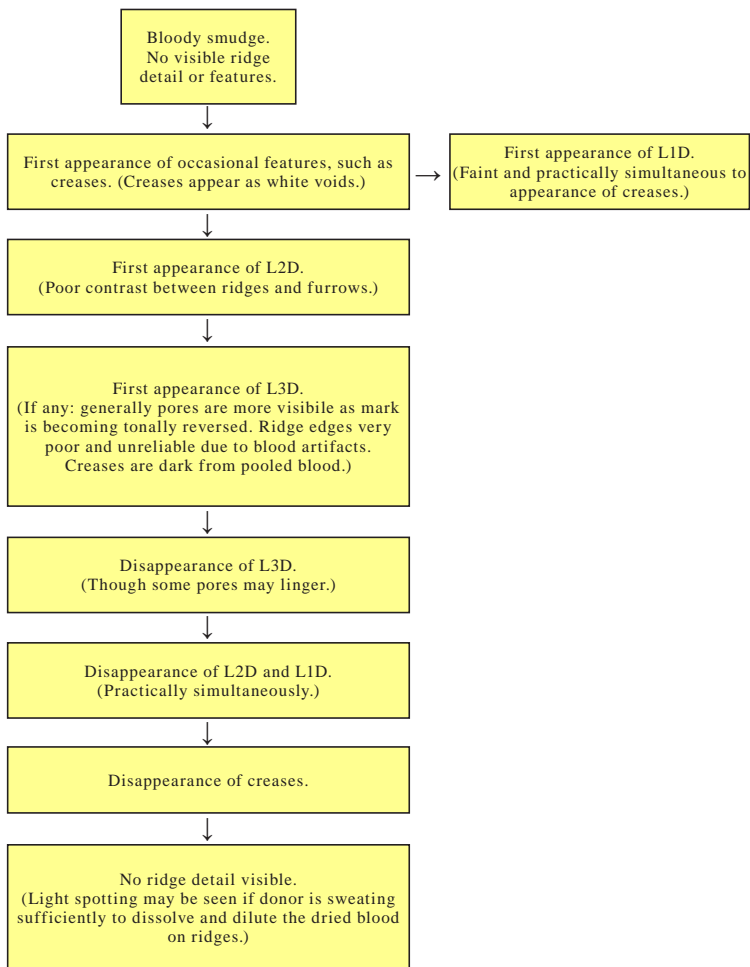 Bloody smudge.
No visible ridge
detail or features.
First appearance of occasional features, such as
creases. (Creases appear as white voids.)
First appearance of L1D.
(Faint and practically simultaneous to
appearance of creases.)
First appearance of L2D.
(Poor contrast between ridges and furrows.)
First appearance of L3D.
(If any: generally pores are more visibile as mark
is becoming tonally reversed. Ridge edges very
poor and unreliable due to blood artifacts.
Creases are dark from pooled blood.)
Disappearance of L3D.
(Though some pores may linger.)
Disappearance of L2D and L1D.
(Practically simultaneously.)
Disappearance of creases.
No ridge detail visible.
(Light spotting may be seen if donor is sweating
sufficiently to dissolve and dilute the dried blood
on ridges.)